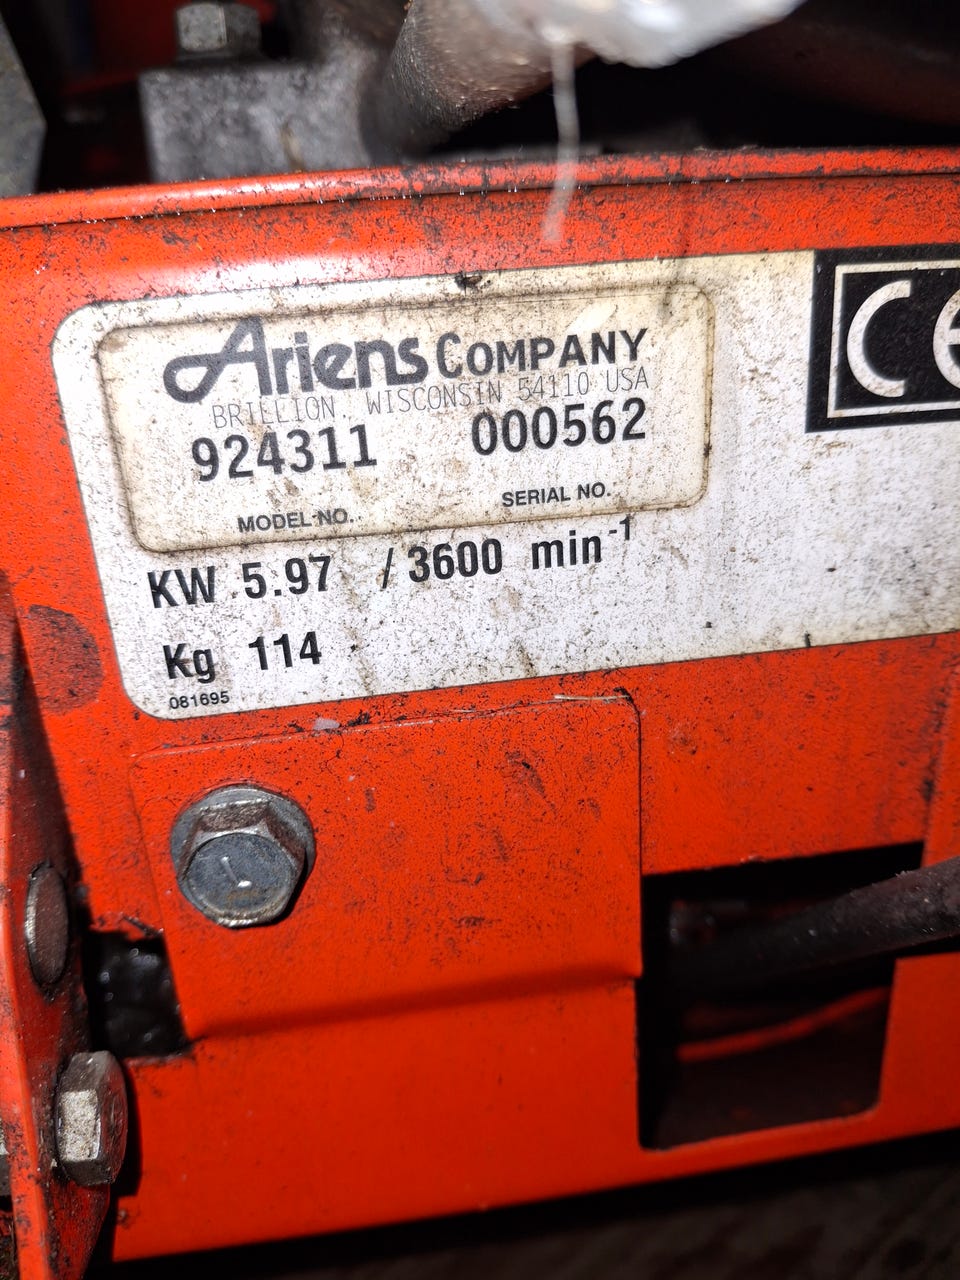 Ariens COMPANY
BRILLION, WISCONSIN 54110 USA
924311 000562
MODEL NO. SERIAL NO.
KW 5.97 / 3600 min⁻¹
Kg 114
081695
CE